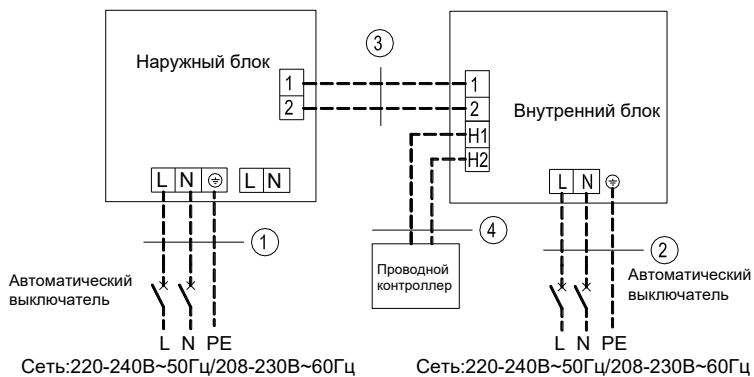 Наружный блок
1
2
L N
L N
1
Автоматический
выключатель
L N PE
Сеть:220-240В~50Гц/208-230В~60Гц
3
1
2
H1
H2
Внутренний блок
L N
4
Проводной
контроллер
2
Автоматический
выключатель
L N PE
Сеть:220-240В~50Гц/208-230В~60Гц